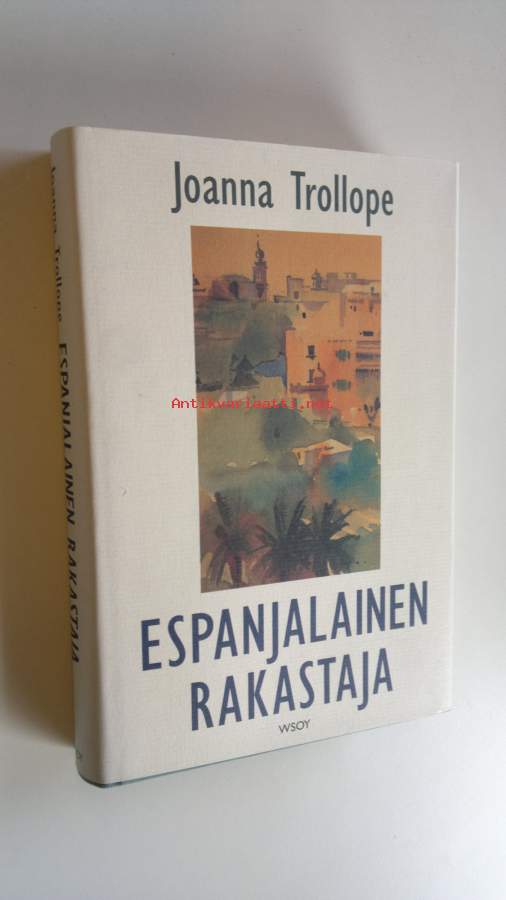 Joanna Trollope
Antikvariaatti.net
ESPANJALAINEN
RAKASTAJA
WSOY
Joanna Trollope ESPANJALAINEN RAKASTAJA